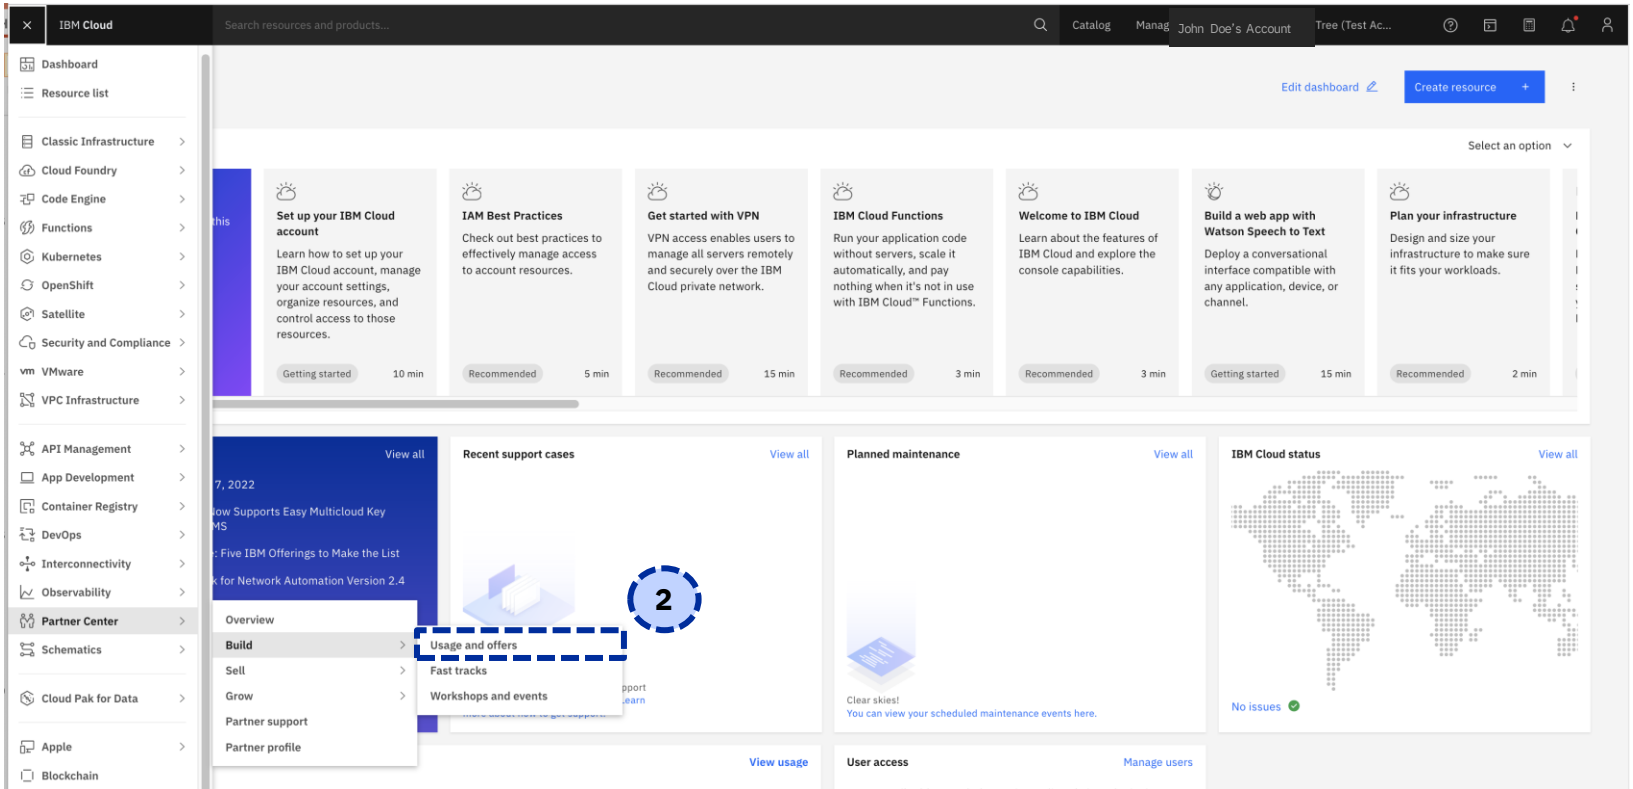 IBM Cloud
Search resources and products...
Catalog
Manag
John Doe's Account
Tree (Test Ac...
Dashboard
Resource list
Classic Infrastructure
Cloud Foundry
Code Engine
Functions
Kubernetes
OpenShift
Satellite
Security and Compliance
vm VMware
VPC Infrastructure
API Management
App Development
Container Registry
DevOps
Interconnectivity
Observability
Partner Center
Schematics
Cloud Pak for Data
Apple
Blockchain
Edit dashboard
Create resource +
Select an option
this
Set up your IBM Cloud
account
Learn how to set up your
IBM Cloud account, manage
your account settings,
organize resources, and
control access to those
resources.
Getting started 10 min
IAM Best Practices
Check out best practices to
effectively manage access
to account resources.
Recommended 5 min
Get started with VPN
VPN access enables users to
manage all servers remotely
and securely over the IBM
Cloud private network.
Recommended 15 min
IBM Cloud Functions
Run your application code
without servers, scale it
automatically, and pay
nothing when it's not in use
with IBM Cloud™ Functions.
Recommended 3 min
Welcome to IBM Cloud
Learn about the features of
IBM Cloud and explore the
console capabilities.
Recommended 3 min
Build a web app with
Watson Speech to Text
Deploy a conversational
interface compatible with
any application, device, or
channel.
Getting started 15 min
Plan your infrastructure
Design and size your
infrastructure to make sure
it fits your workloads.
Recommended 2 min
View all
7, 2022
Now Supports Easy Multicloud Key
MS
e: Five IBM Offerings to Make the List
k for Network Automation Version 2.4
Overview
Build
Sell
Grow
Partner support
Partner profile
Usage and offers
Fast tracks
Workshops and events
2
Recent support cases View all
pport
earn
more about how to get support.
Planned maintenance View all
Clear skies!
You can view your scheduled maintenance events here.
IBM Cloud status View all
No issues
View usage
User access Manage users